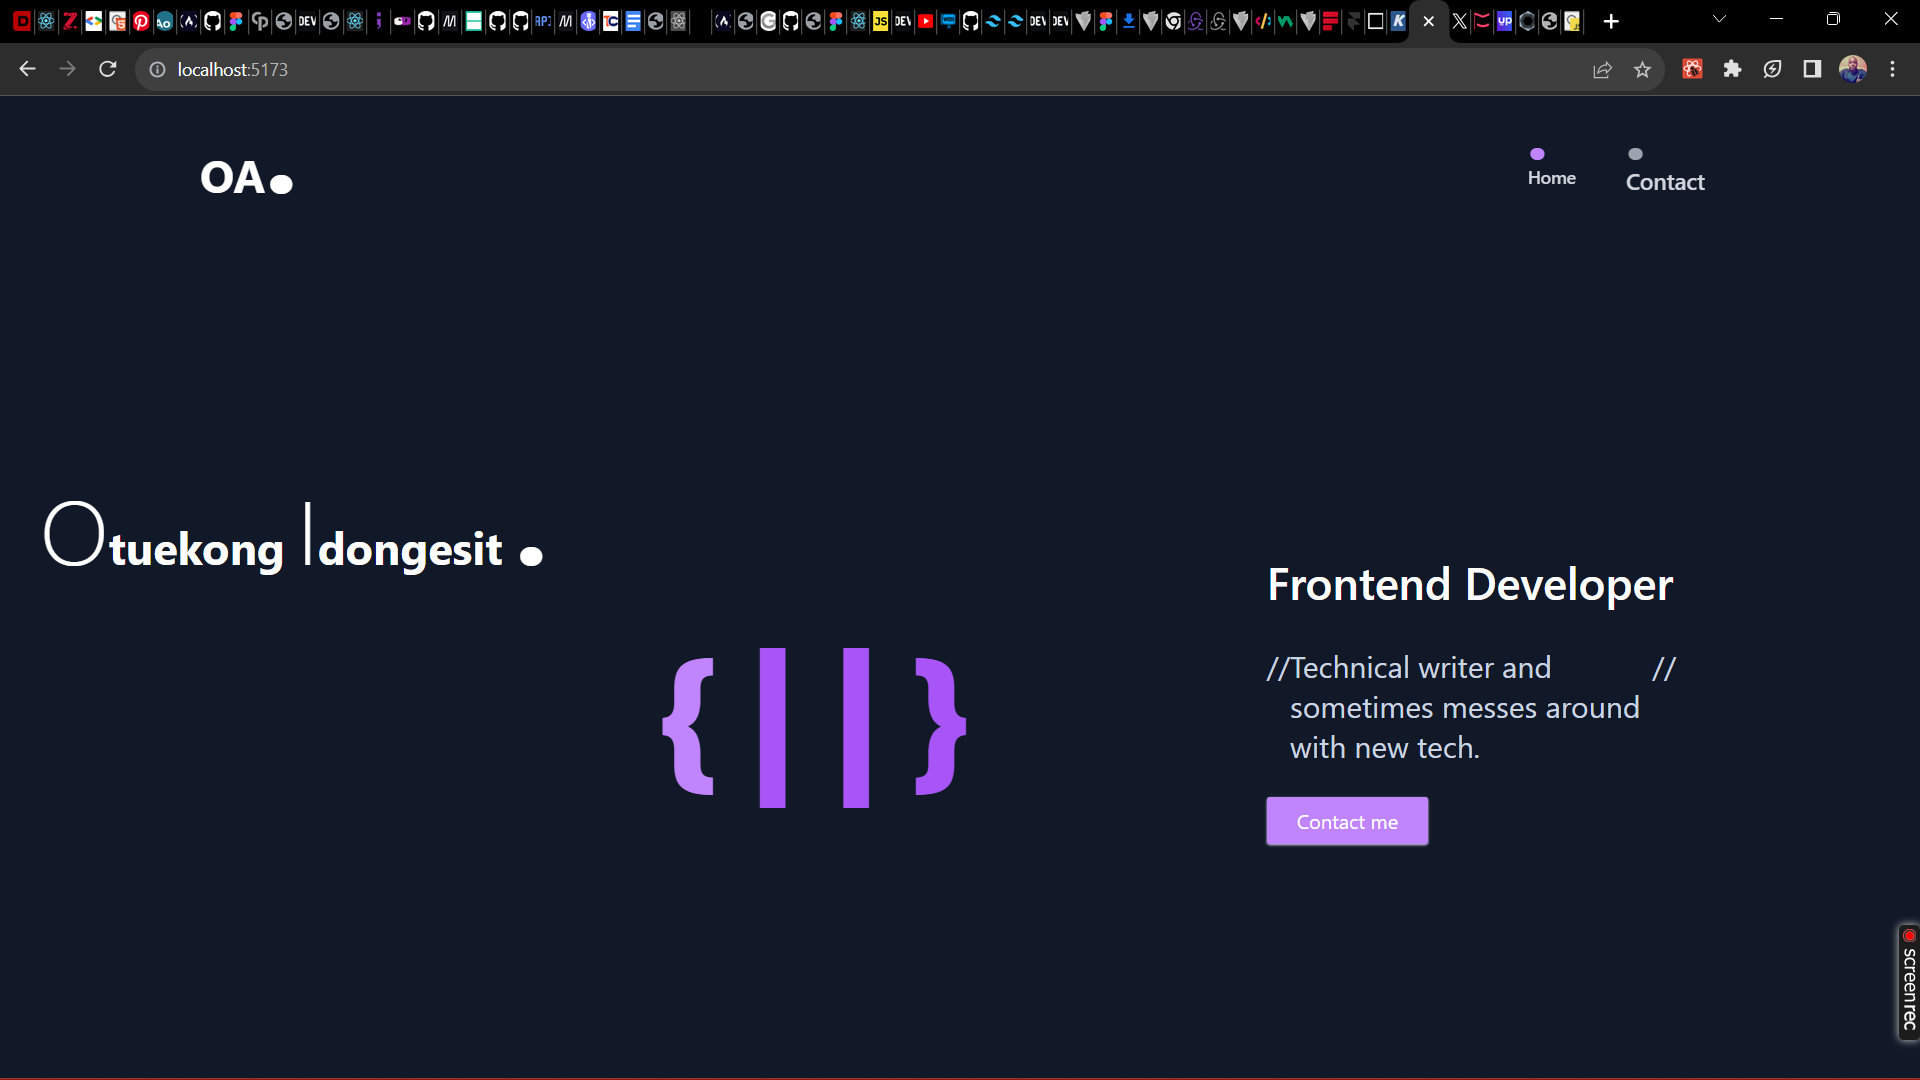 localhost:5173
OA.
Home
Contact
Otuekong Idongesit .
Frontend Developer
//Technical writer and //
sometimes messes around
with new tech.
{||}
Contact me
screenrec